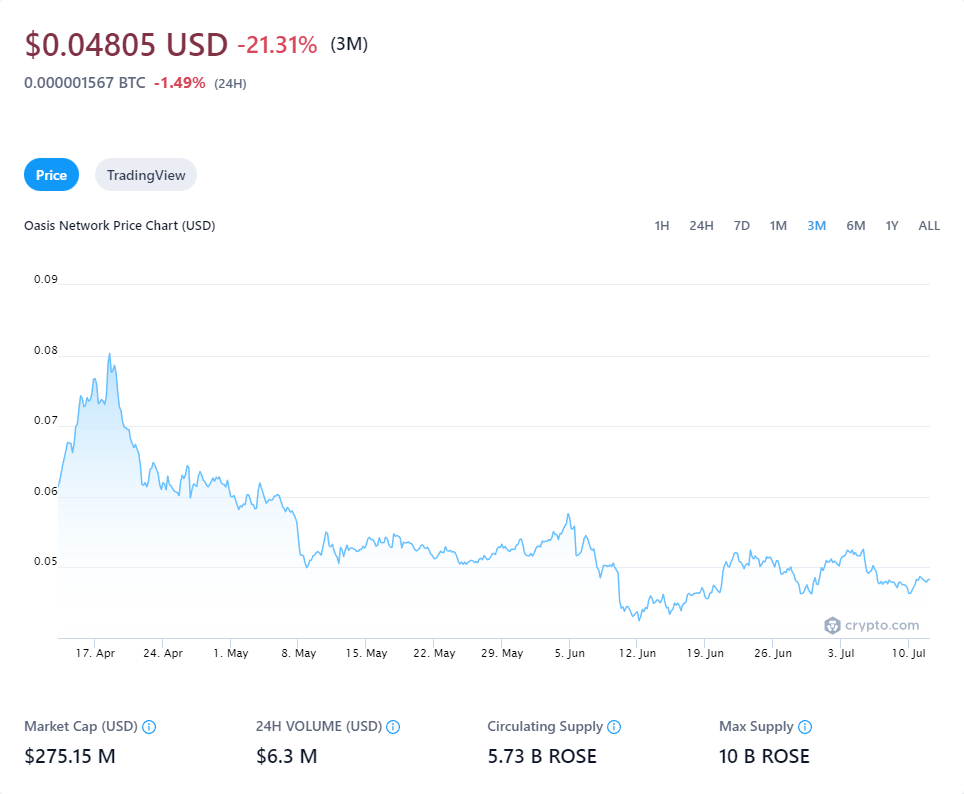 $0.04805 USD -21.31% (3M)
0.000001567 BTC -1.49% (24H)
Price TradingView
Oasis Network Price Chart (USD) 1H 24H 7D 1M 3M 6M 1Y ALL
0.09
0.08
0.07
0.06
0.05
crypto.com
17. Apr 24. Apr 1. May 8. May 15. May 22. May 29. May 5. Jun 12. Jun 19. Jun 26. Jun 3. Jul 10. Jul
Market Cap (USD) 24H VOLUME (USD) Circulating Supply Max Supply
$275.15 M $6.3 M 5.73 B ROSE 10 B ROSE